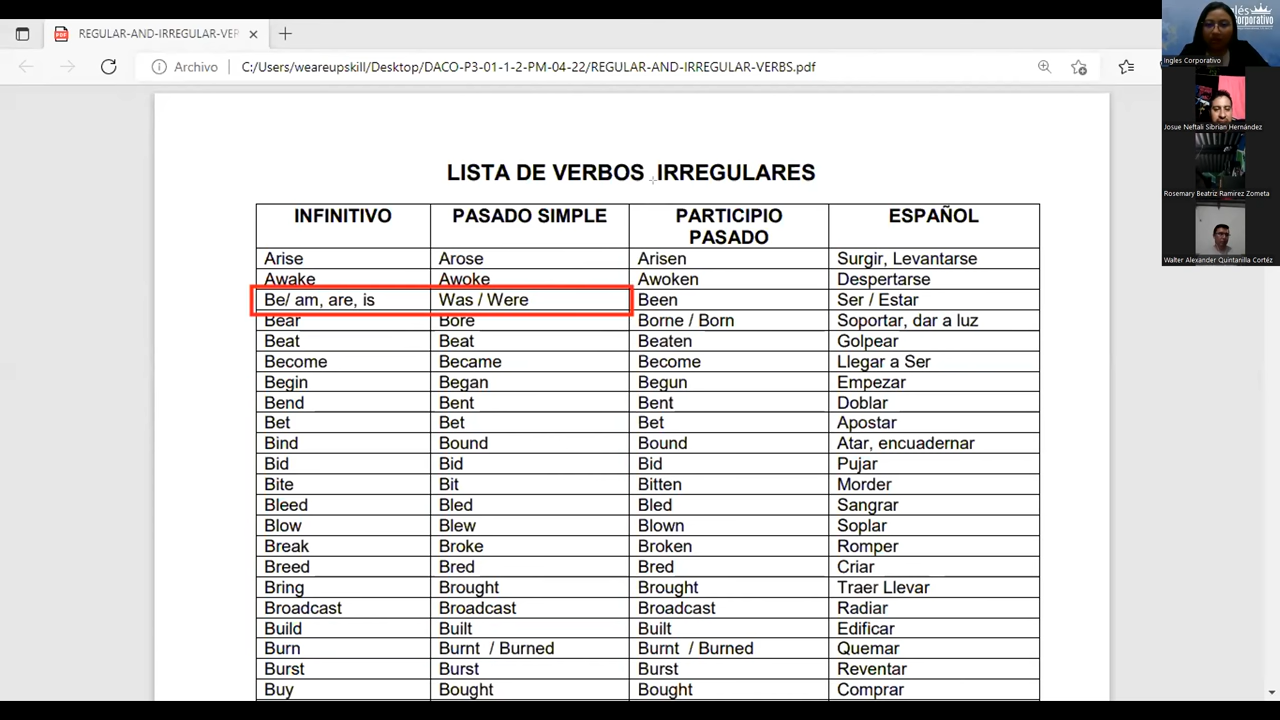 REGULAR-AND-IRREGULAR-VER
Archivo C:/Users/weareupskill/Desktop/DACO-P3-01-1-2-PM-04-22/REGULAR-AND-IRREGULAR-VERBS.pdf
LISTA DE VERBOS IRREGULARES
INFINITIVO PASADO SIMPLE PARTICIPIO PASADO ESPAÑOL
Arise Arose Arisen Surgir, Levantarse
Awake Awoke Awoken Despertarse
Be/ am, are, is Was / Were Been Ser / Estar
Bear Bore Borne / Born Soportar, dar a luz
Beat Beat Beaten Golpear
Become Became Become Llegar a Ser
Begin Began Begun Empezar
Bend Bent Bent Doblar
Bet Bet Bet Apostar
Bind Bound Bound Atar, encuadernar
Bid Bid Bid Pujar
Bite Bit Bitten Morder
Bleed Bled Bled Sangrar
Blow Blew Blown Soplar
Break Broke Broken Romper
Breed Bred Bred Criar
Bring Brought Brought Traer Llevar
Broadcast Broadcast Broadcast Radiar
Build Built Built Edificar
Burn Burnt / Burned Burnt / Burned Quemar
Burst Burst Burst Reventar
Buy Bought Bought Comprar
Inglés
Corporativo
Ingles Corporativo
Josue Neftali Sibrian Hernández
Rosemary Beatriz Ramirez Zometa
Walter Alexander Quintanilla Cortéz